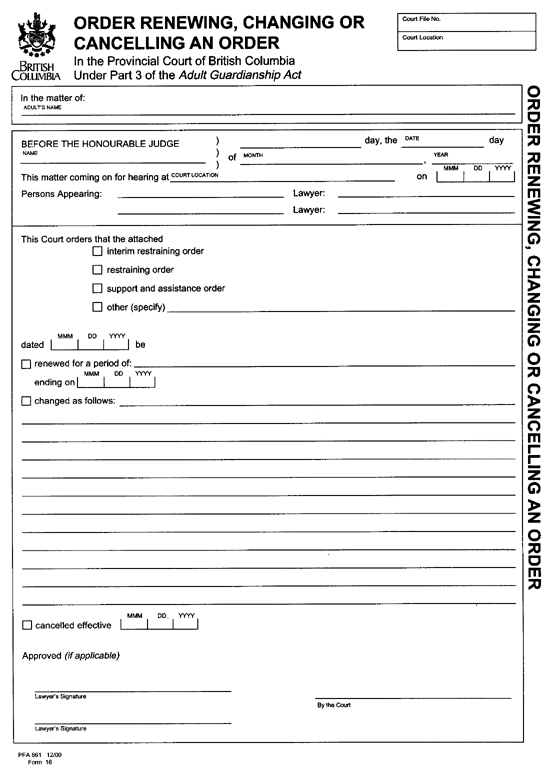 ORDER RENEWING, CHANGING OR
CANCELLING AN ORDER
In the Provincial Court of British Columbia
Under Part 3 of the Adult Guardianship Act
BRITISH
COLUMBIA
Court File No.
Court Location
In the matter of:
ADULT'S NAME
BEFORE THE HONOURABLE JUDGE ) day, the DATE day
NAME ) of MONTH , YEAR
)
This matter coming on for hearing at COURT LOCATION on MMM DD YYYY
Persons Appearing: Lawyer:
Lawyer:
This Court orders that the attached
interim restraining order
restraining order
support and assistance order
other (specify)
dated MMM DD YYYY be
renewed for a period of:
ending on MMM DD YYYY
changed as follows:
cancelled effective MMM DD YYYY
Approved (if applicable)
Lawyer's Signature
By the Court
Lawyer's Signature
PFA 861 12/00
Form 16
ORDER RENEWING, CHANGING OR CANCELLING AN ORDER